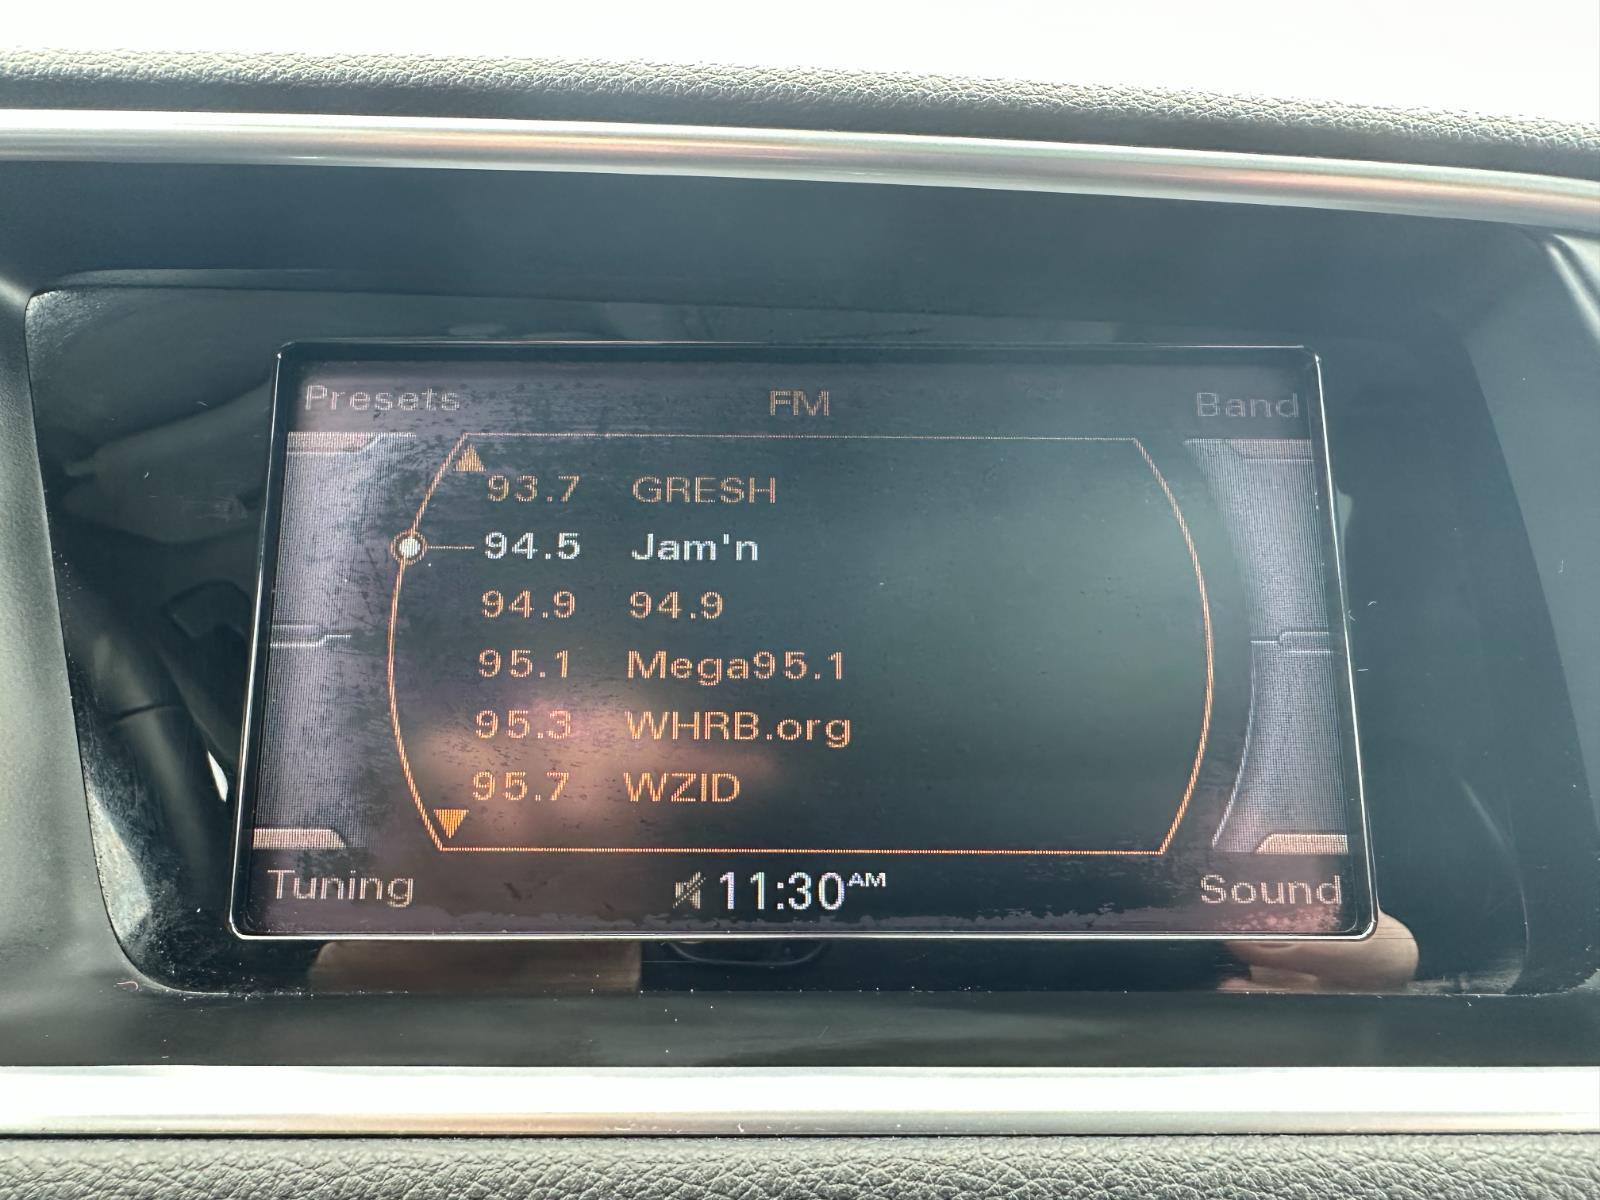 Presets FM Band
93.7 GRESH
94.5 Jam'n
94.9 94.9
95.1 Mega95.1
95.3 WHRB.org
95.7 WZID
Tuning 11:30AM Sound